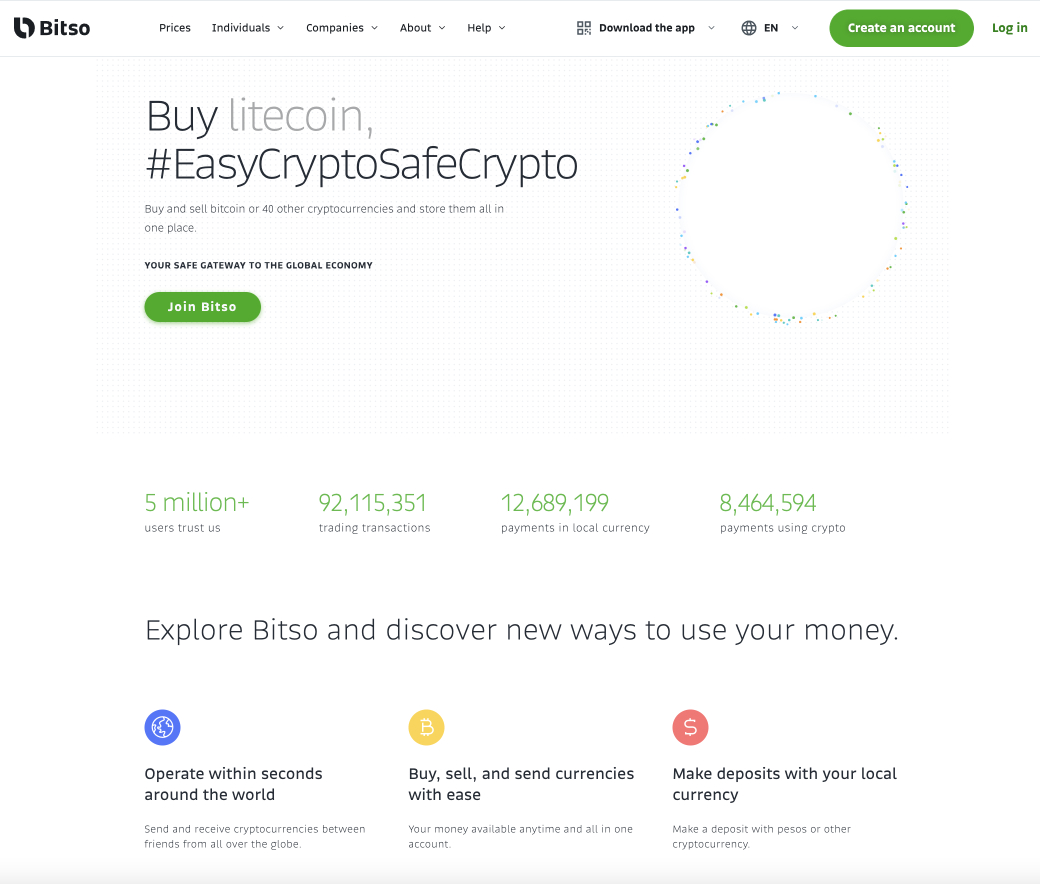 Bitso Prices Individuals Companies About Help Download the app EN Create an account Log in
Buy litecoin,
#EasyCryptoSafeCrypto
Buy and sell bitcoin or 40 other cryptocurrencies and store them all in
one place.
YOUR SAFE GATEWAY TO THE GLOBAL ECONOMY
Join Bitso
5 million+ 92,115,351 12,689,199 8,464,594
users trust us trading transactions payments in local currency payments using crypto
Explore Bitso and discover new ways to use your money.
Operate within seconds
around the world
Send and receive cryptocurrencies between
friends from all over the globe.
Buy, sell, and send currencies
with ease
Your money available anytime and all in one
account.
Make deposits with your local
currency
Make a deposit with pesos or other
cryptocurrency.